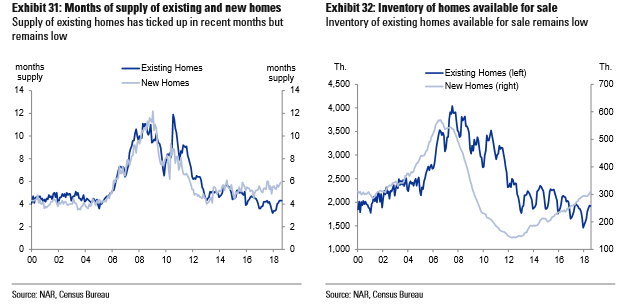 Exhibit 31: Months of supply of existing and new homes
Supply of existing homes has ticked up in recent months but
remains low
months
supply
months
supply
Existing Homes
New Homes
14
12
10
8
6
4
2
0
14
12
10
8
6
4
2
0
00 02 04 06 08 10 12 14 16 18
Source: NAR, Census Bureau
Exhibit 32: Inventory of homes available for sale
Inventory of existing homes available for sale remains low
Th.
Th.
Existing Homes (left)
New Homes (right)
4,500
4,000
3,500
3,000
2,500
2,000
1,500
1,000
700
600
500
400
300
200
100
00 02 04 06 08 10 12 14 16 18
Source: NAR, Census Bureau